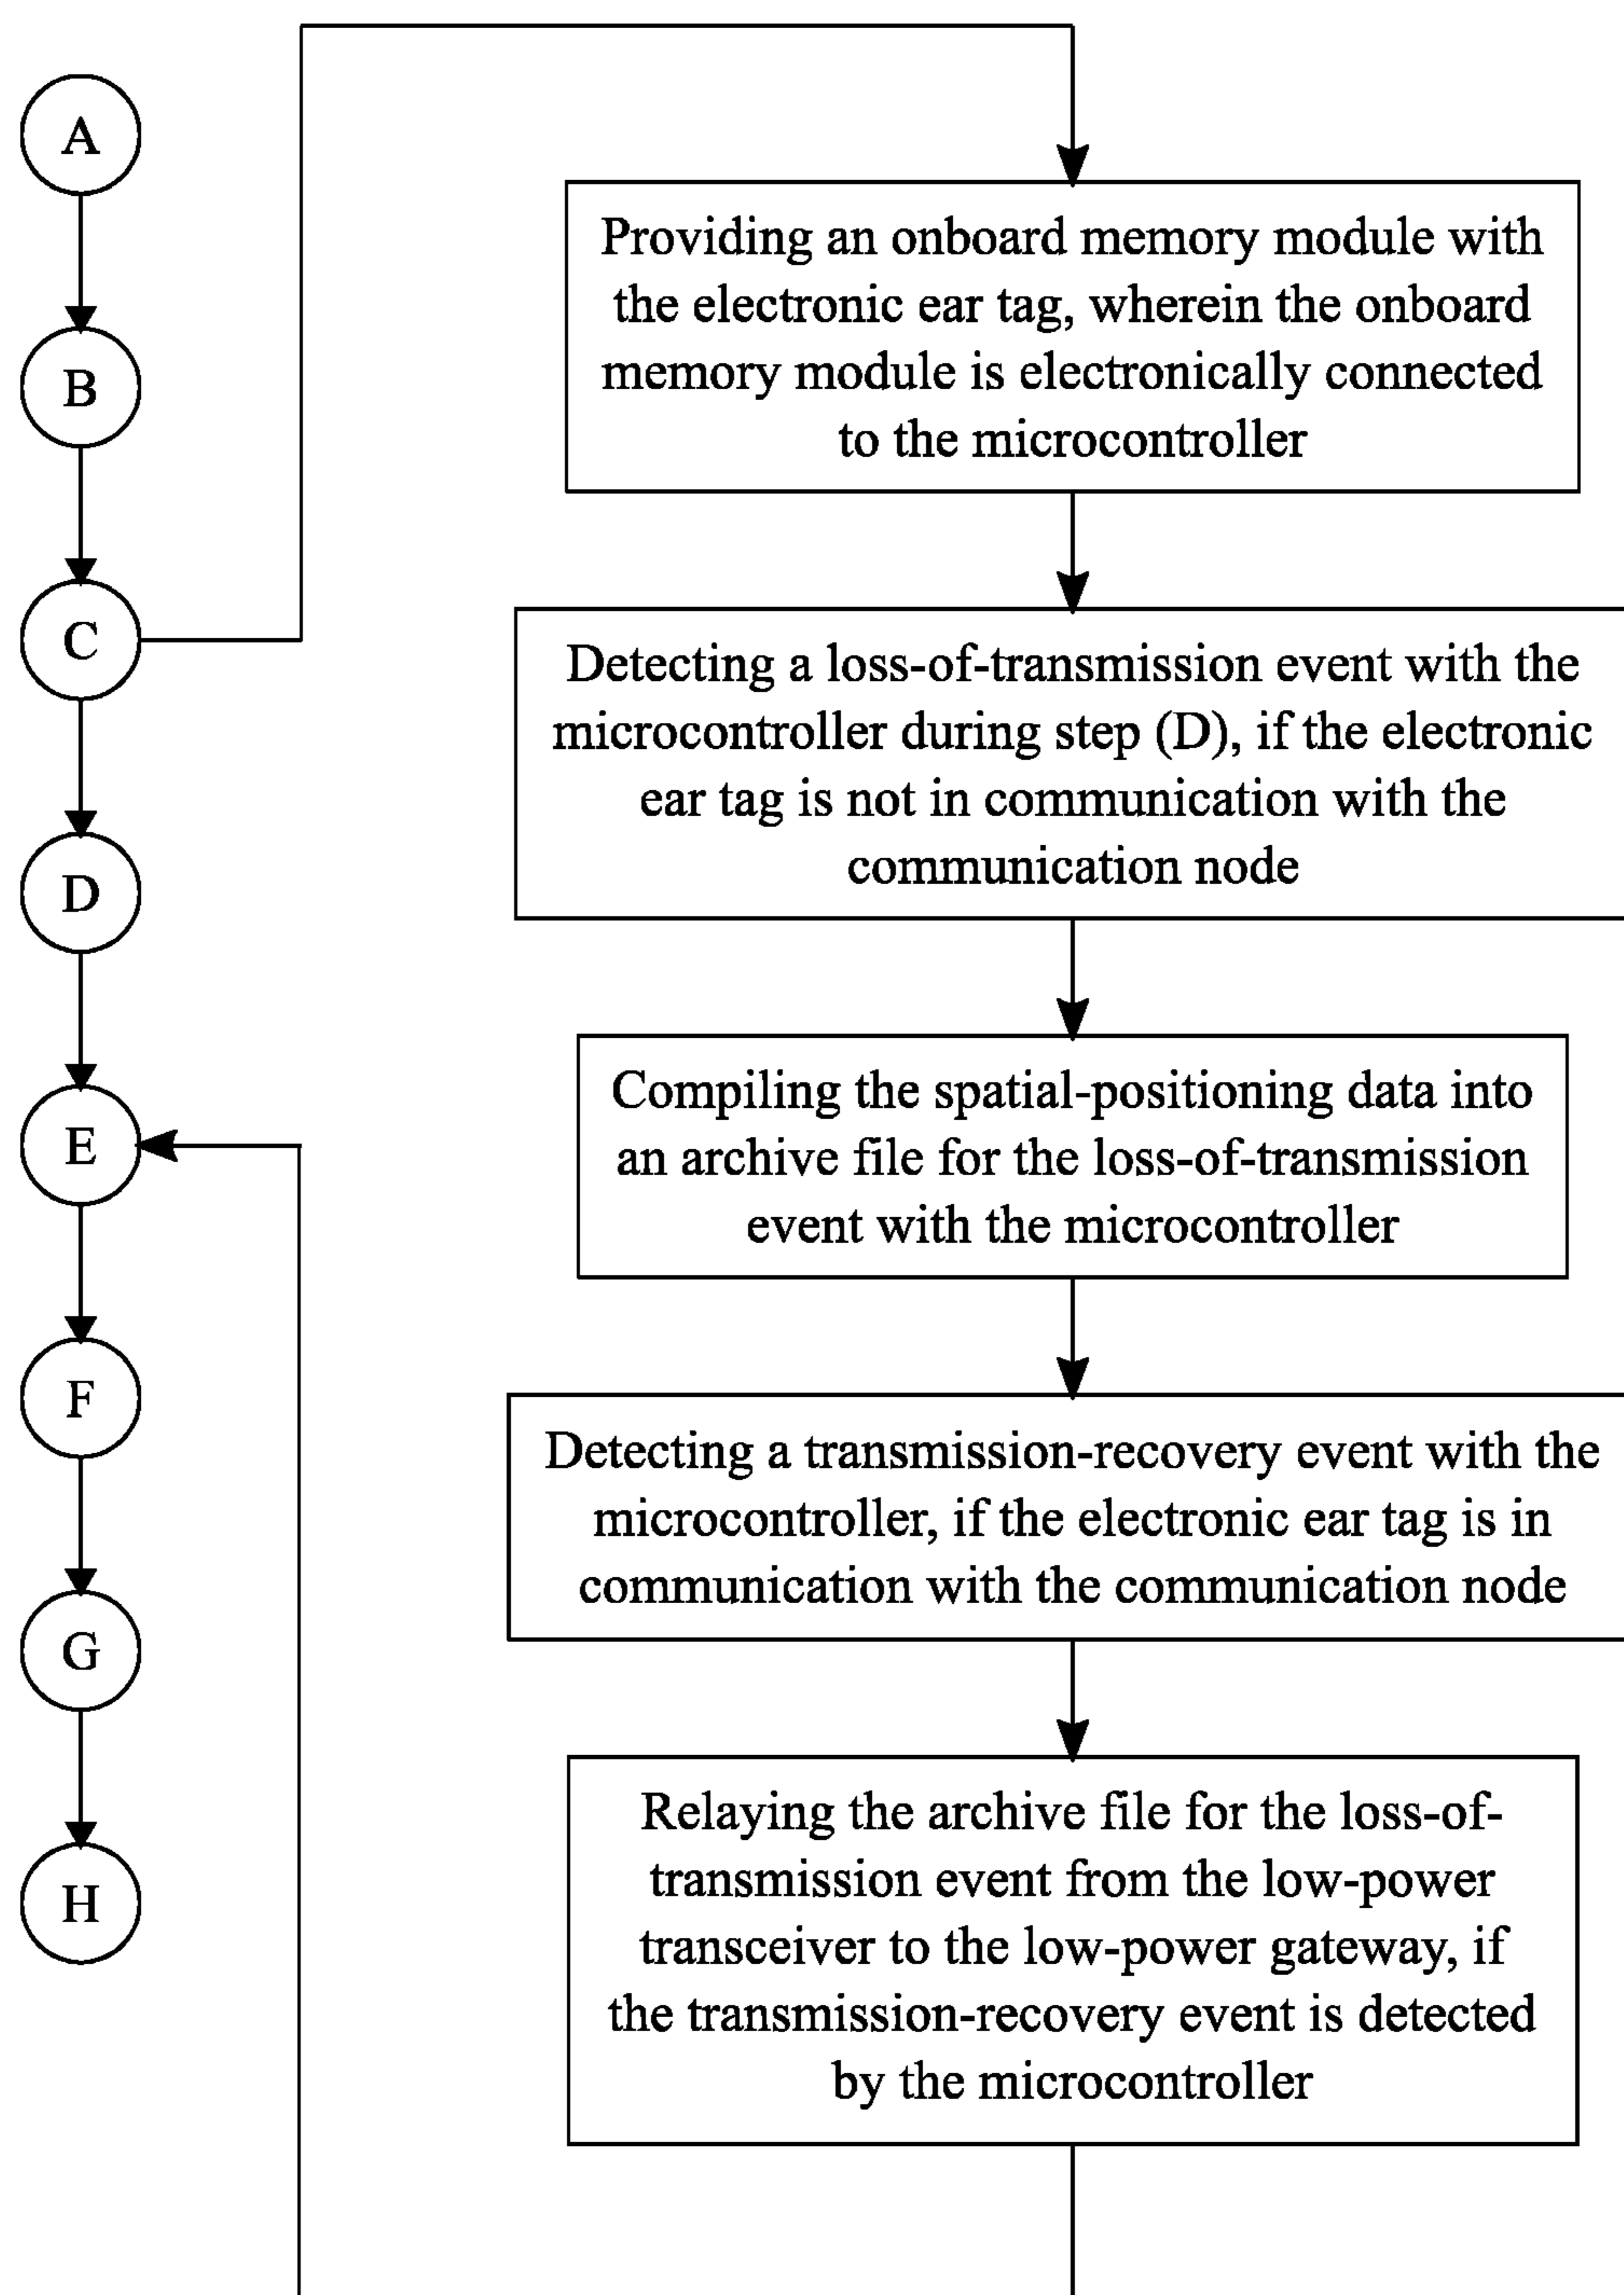 A
B
C
D
E
F
G
H
Providing an onboard memory module with
the electronic ear tag, wherein the onboard
memory module is electronically connected
to the microcontroller
Detecting a loss-of-transmission event with the
microcontroller during step (D), if the electronic
ear tag is not in communication with the
communication node
Compiling the spatial-positioning data into
an archive file for the loss-of-transmission
event with the microcontroller
Detecting a transmission-recovery event with the
microcontroller, if the electronic ear tag is in
communication with the communication node
Relaying the archive file for the loss-of-
transmission event from the low-power
transceiver to the low-power gateway, if
the transmission-recovery event is detected
by the microcontroller